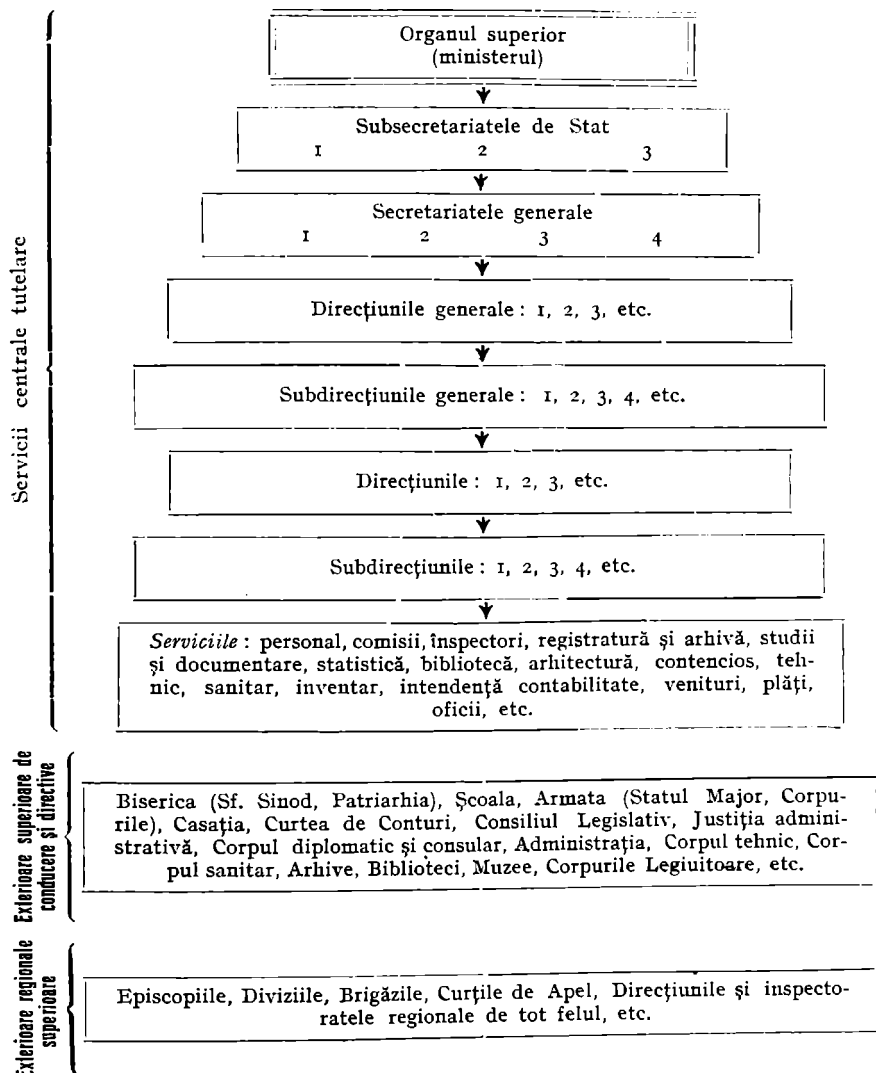 Organul superior
(ministerul)
Subsecretariatele de Stat
1 2 3
Secretariatele generale
1 2 3 4
Direcțiunile generale : 1, 2, 3, etc.
Subdirecțiunile generale : 1, 2, 3, 4, etc.
Direcțiunile : 1, 2, 3, etc.
Subdirecțiunile : 1, 2, 3, 4, etc.
Serviciile : personal, comisii, înspectori, registratură și arhivă, studii
și documentare, statistică, bibliotecă, arhitectură, contencios, teh-
nic, sanitar, inventar, intendență contabilitate, venituri, plăți,
oficii, etc.
Servicii centrale tutelare
Biserica (Sf. Sinod, Patriarhia), Școala, Armata (Statul Major, Corpu-
rile), Casația, Curtea de Conturi, Consiliul Legislativ, Justiția admini-
strativă, Corpul diplomatic și consular, Administrația, Corpul tehnic, Cor-
pul sanitar, Arhive, Biblioteci, Muzee, Corpurile Legiuitoare, etc.
Exterioare superioare de
conducere și directive
Episcopiile, Diviziile, Brigăzile, Curțile de Apel, Direcțiunile și inspecto-
ratele regionale de tot felul, etc.
Exterioare regionale
superioare